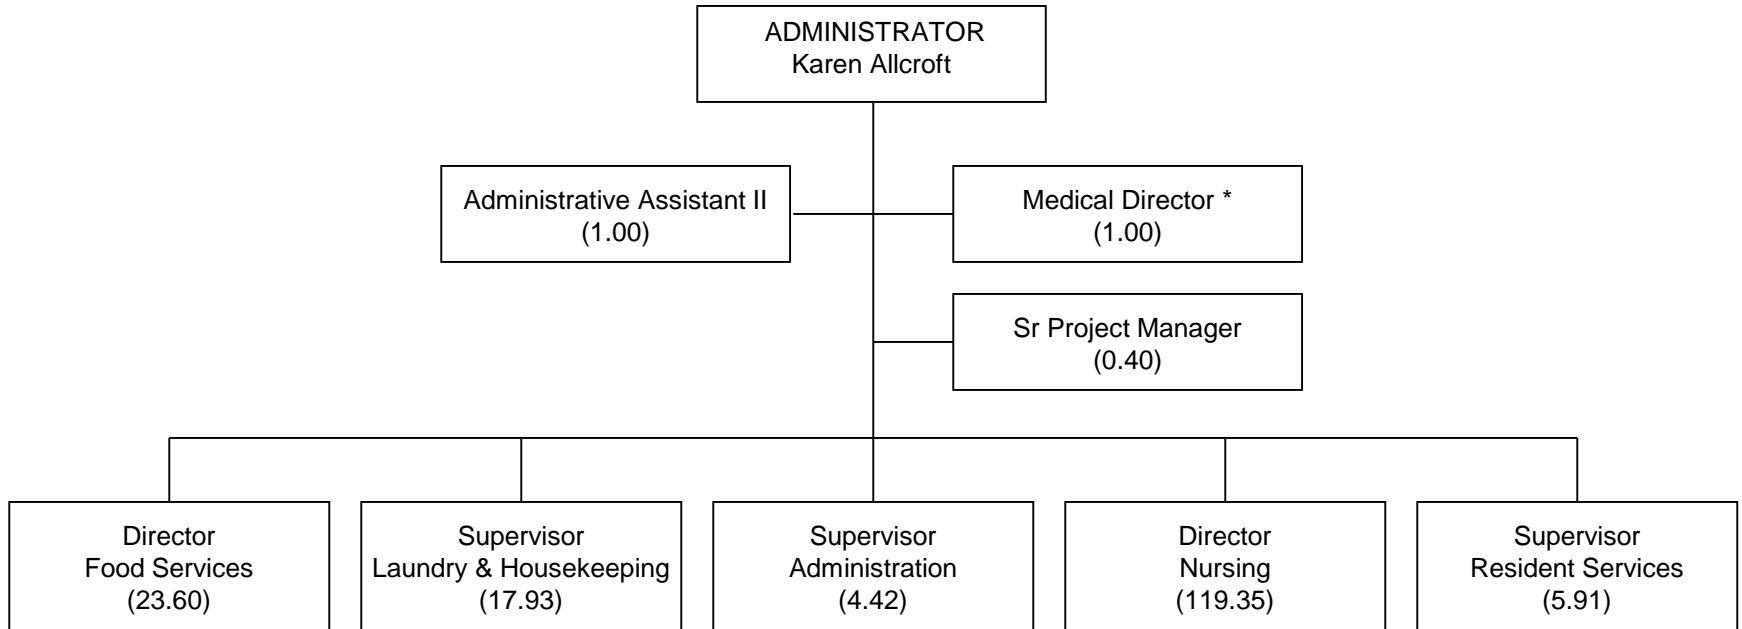 ADMINISTRATOR
Karen Allcroft
Administrative Assistant II
(1.00)
Medical Director *
(1.00)
Sr Project Manager
(0.40)
Director
Food Services
(23.60)
Supervisor
Laundry & Housekeeping
(17.93)
Supervisor
Administration
(4.42)
Director
Nursing
(119.35)
Supervisor
Resident Services
(5.91)